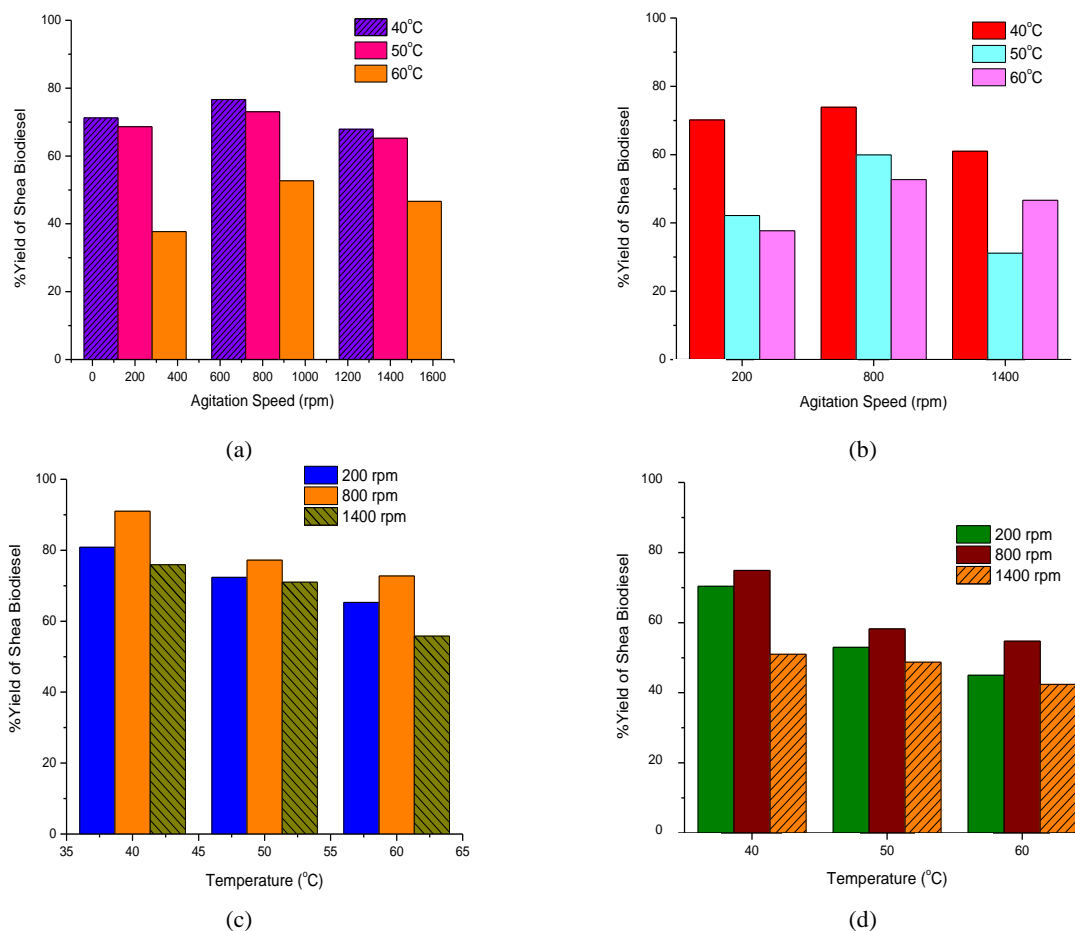 100
80
60
40
20
0
%Yield of Shea Biodiesel
40°C
50°C
60°C
0 200 400 600 800 1000 1200 1400 1600
Agitation Speed (rpm)
(a)
100
80
60
40
20
0
%Yield of Shea Biodiesel
40°C
50°C
60°C
200 800 1400
Agitation Speed (rpm)
(b)
100
80
60
40
20
0
%Yield of Shea Biodiesel
200 rpm
800 rpm
1400 rpm
35 40 45 50 55 60 65
Temperature (°C)
(c)
100
80
60
40
20
0
%Yield of Shea Biodiesel
200 rpm
800 rpm
1400 rpm
40 50 60
Temperature (°C)
(d)